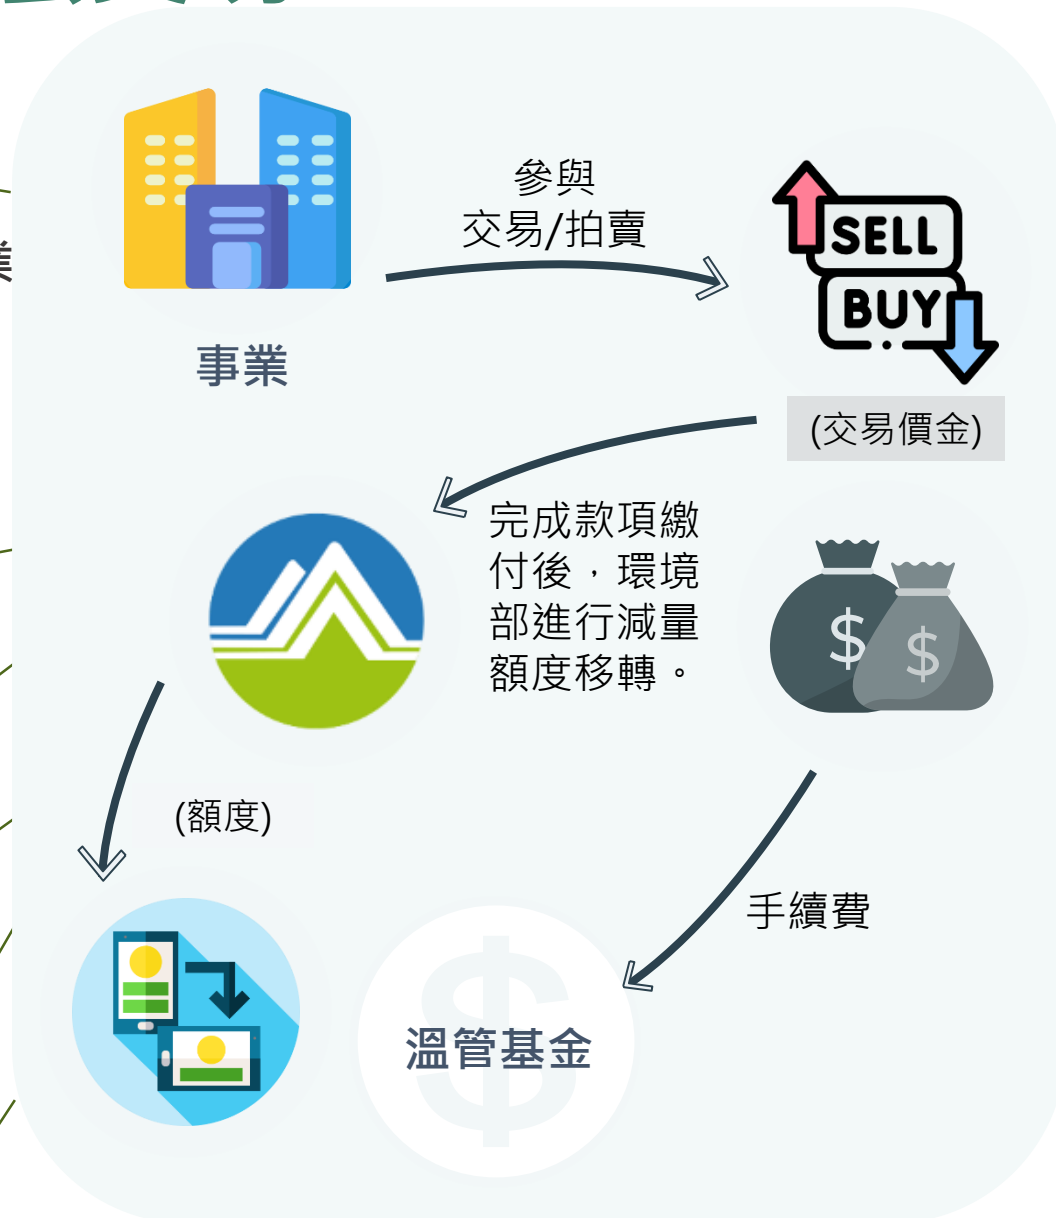 業
參與
交易/拍賣
SELL
BUY
事業
(交易價金)
完成款項繳
付後，環境
部進行減量
額度移轉。
$
$
(額度)
手續費
$
溫管基金